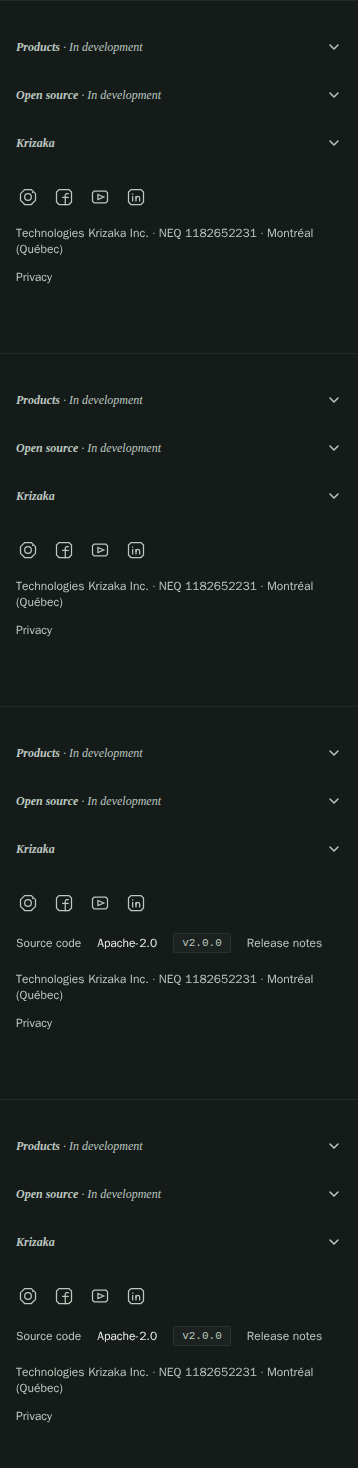 Products · In development
Open source · In development
Krizaka
Technologies Krizaka Inc. · NEQ 1182652231 · Montréal
(Québec)
Privacy
Products · In development
Open source · In development
Krizaka
Technologies Krizaka Inc. · NEQ 1182652231 · Montréal
(Québec)
Privacy
Products · In development
Open source · In development
Krizaka
Source code Apache-2.0 v2.0.0 Release notes
Technologies Krizaka Inc. · NEQ 1182652231 · Montréal
(Québec)
Privacy
Products · In development
Open source · In development
Krizaka
Source code Apache-2.0 v2.0.0 Release notes
Technologies Krizaka Inc. · NEQ 1182652231 · Montréal
(Québec)
Privacy